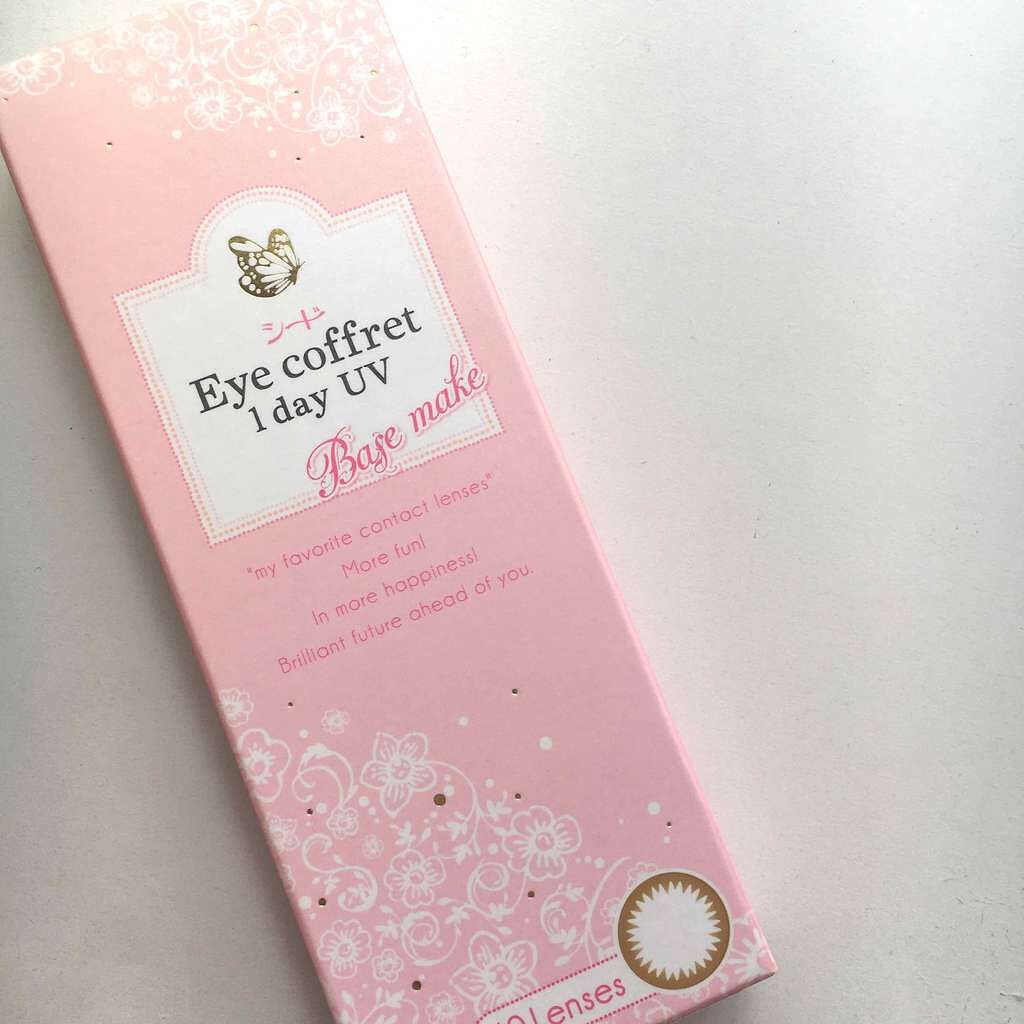 シード
Eye coffret
1 day UV
Base make
"my favorite contact lenses"
More fun!
In more happiness!
Brilliant future ahead of you.
Lenses